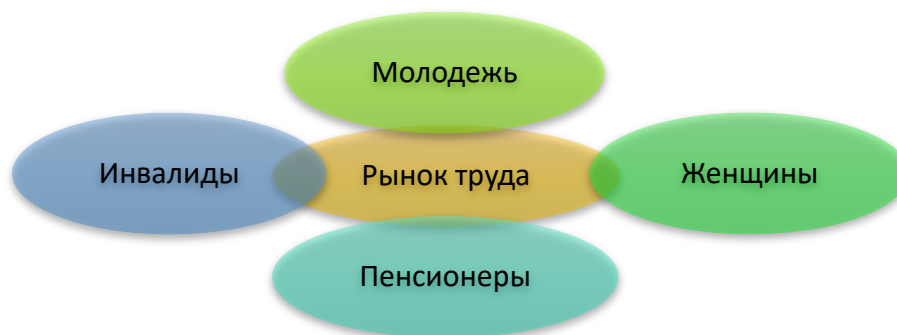 Молодежь
Инвалиды
Рынок труда
Женщины
Пенсионеры